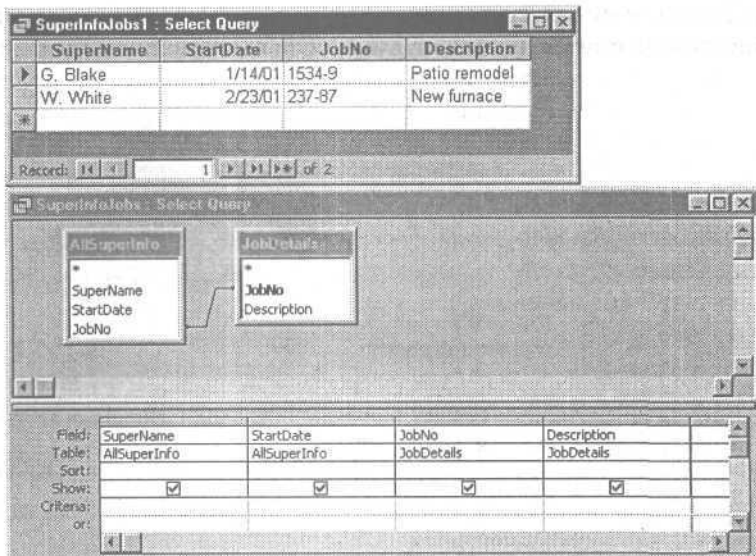 SuperInfoJobs1 : Select Query
SuperName StartDate JobNo Description
G. Blake 1/14/01 1534-9 Patio remodel
W. White 2/23/01 237-87 New furnace
Record: 1 of 2
SuperInfoJobs : Select Query
AllSuperInfo JobDetails
* *
SuperName JobNo
StartDate Description
JobNo
Field: SuperName StartDate JobNo Description
Table: AllSuperInfo AllSuperInfo JobDetails JobDetails
Sort:
Show:
Criteria:
or: